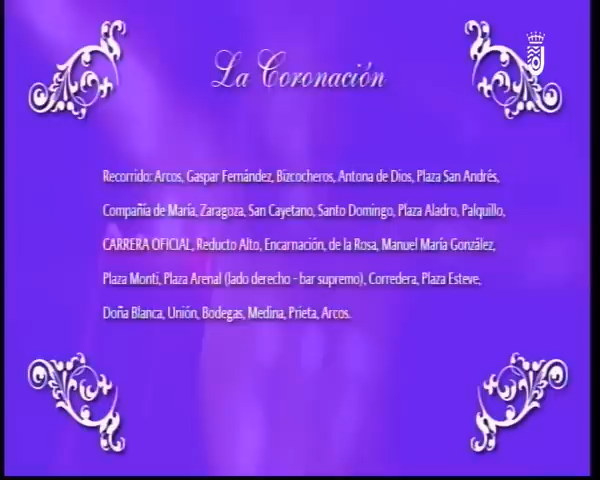 La Coronación
Recorrido: Arcos, Gaspar Fernández, Bizcocheros, Antona de Dios, Plaza San Andrés,
Compañía de María, Zaragoza, San Cayetano, Santo Domingo, Plaza Aladro, Palquillo,
CARRERA OFICIAL, Reducto Alto, Encarnación, de la Rosa, Manuel María González,
Plaza Monti, Plaza Arenal (lado derecho - bar supremo), Corredera, Plaza Esteve,
Doña Blanca, Unión, Bodegas, Medina, Prieta, Arcos.